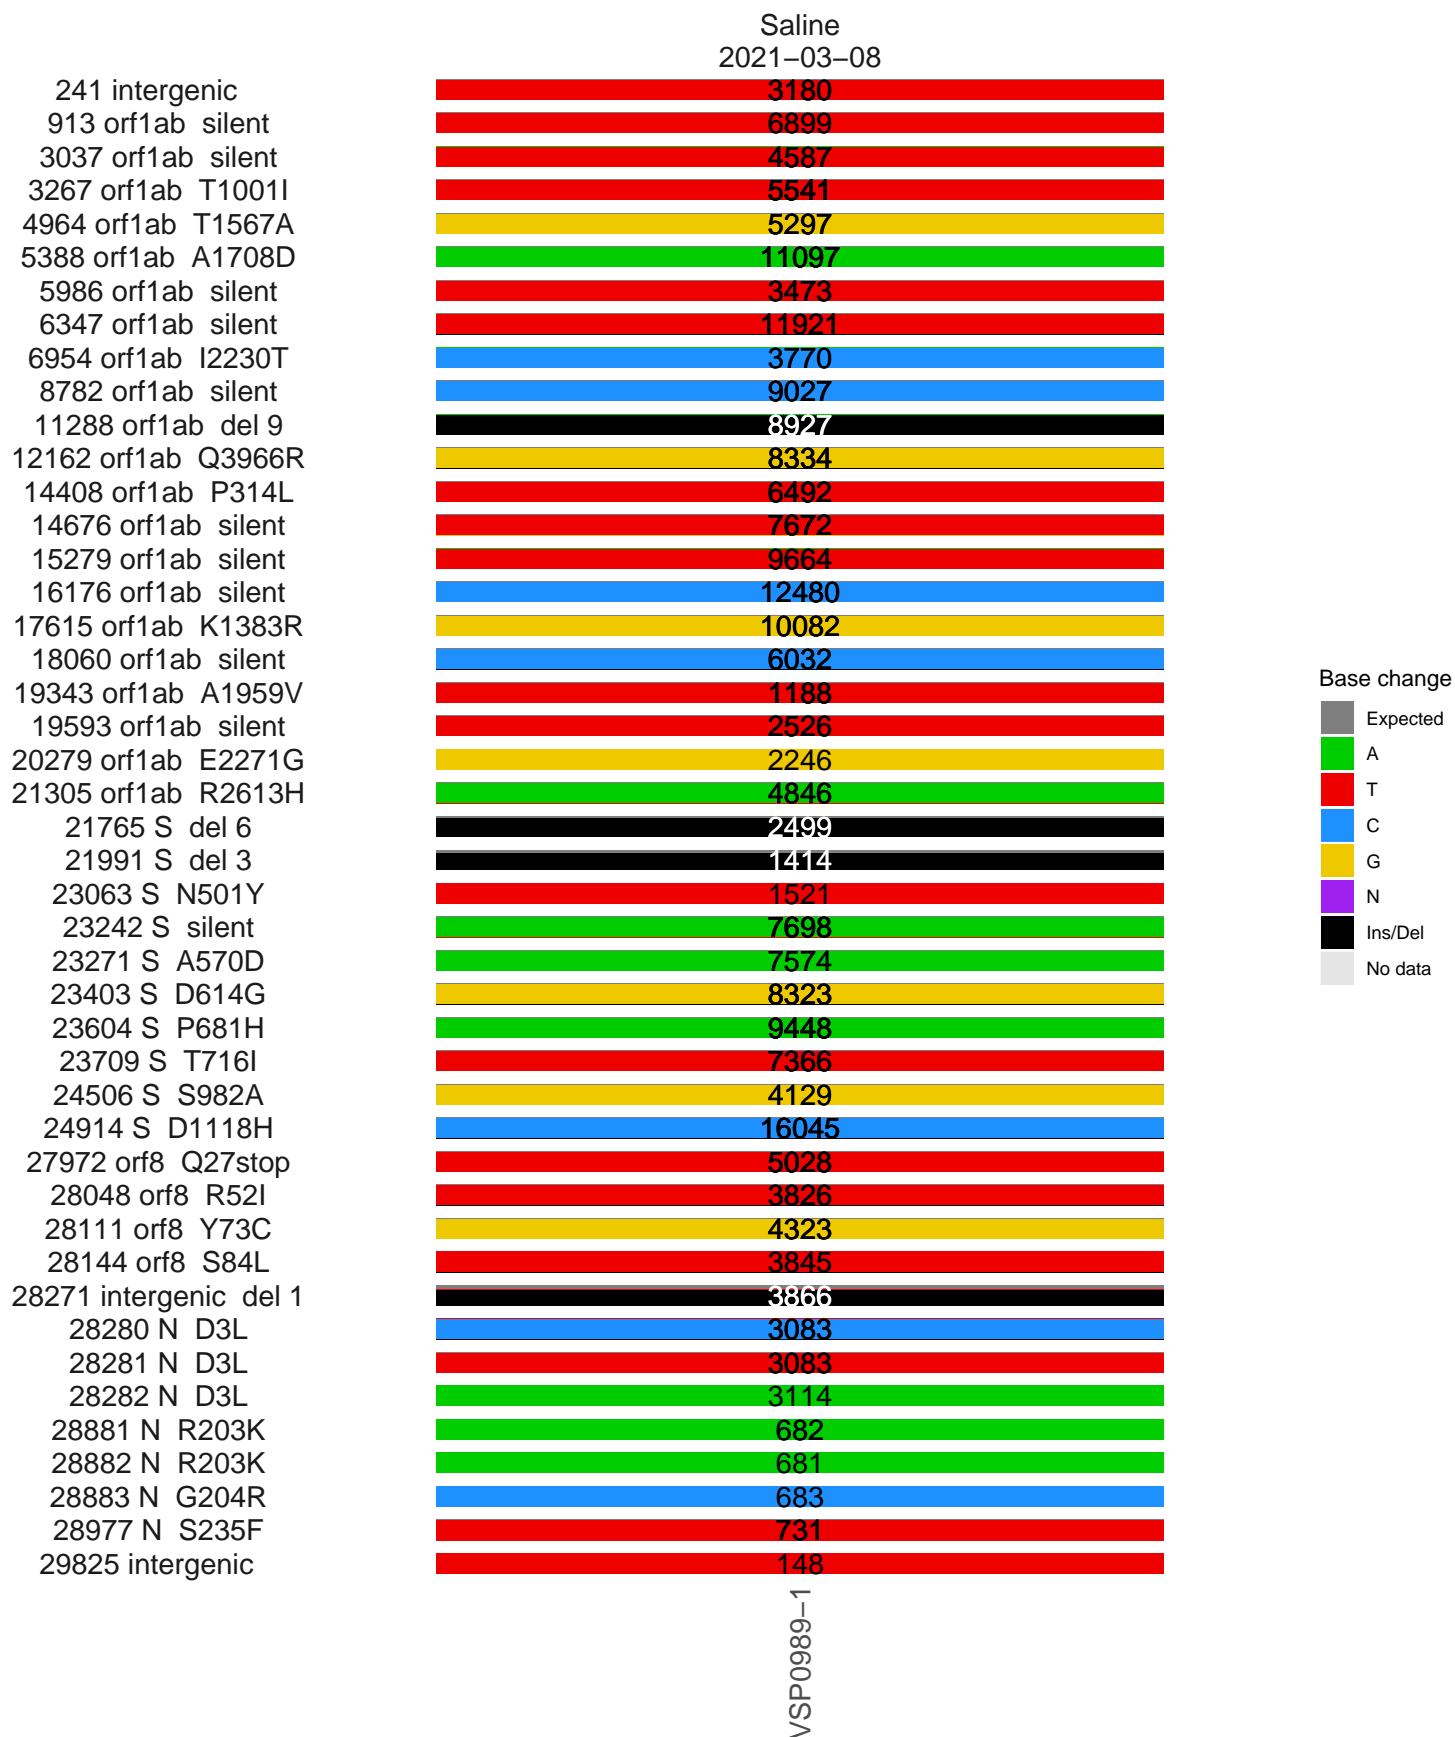 Saline
2021−03−08
241 intergenic 3180
913 orf1ab silent 6899
3037 orf1ab silent 4587
3267 orf1ab T1001I 5541
4964 orf1ab T1567A 5297
5388 orf1ab A1708D 11097
5986 orf1ab silent 3473
6347 orf1ab silent 11921
6954 orf1ab I2230T 3770
8782 orf1ab silent 9027
11288 orf1ab del 9 8927
12162 orf1ab Q3966R 8334
14408 orf1ab P314L 6492
14676 orf1ab silent 7672
15279 orf1ab silent 9664
16176 orf1ab silent 12480
17615 orf1ab K1383R 10082
18060 orf1ab silent 6032
19343 orf1ab A1959V 1188
19593 orf1ab silent 2526
20279 orf1ab E2271G 2246
21305 orf1ab R2613H 4846
21765 S del 6 2499
21991 S del 3 1414
23063 S N501Y 1521
23242 S silent 7698
23271 S A570D 7574
23403 S D614G 8323
23604 S P681H 9448
23709 S T716I 7366
24506 S S982A 4129
24914 S D1118H 16045
27972 orf8 Q27stop 5028
28048 orf8 R52I 3826
28111 orf8 Y73C 4323
28144 orf8 S84L 3845
28271 intergenic del 1 3866
28280 N D3L 3083
28281 N D3L 3083
28282 N D3L 3114
28881 N R203K 682
28882 N R203K 681
28883 N G204R 683
28977 N S235F 731
29825 intergenic 148
VSP0989−1
Base change
Expected
A
T
C
G
N
Ins/Del
No data